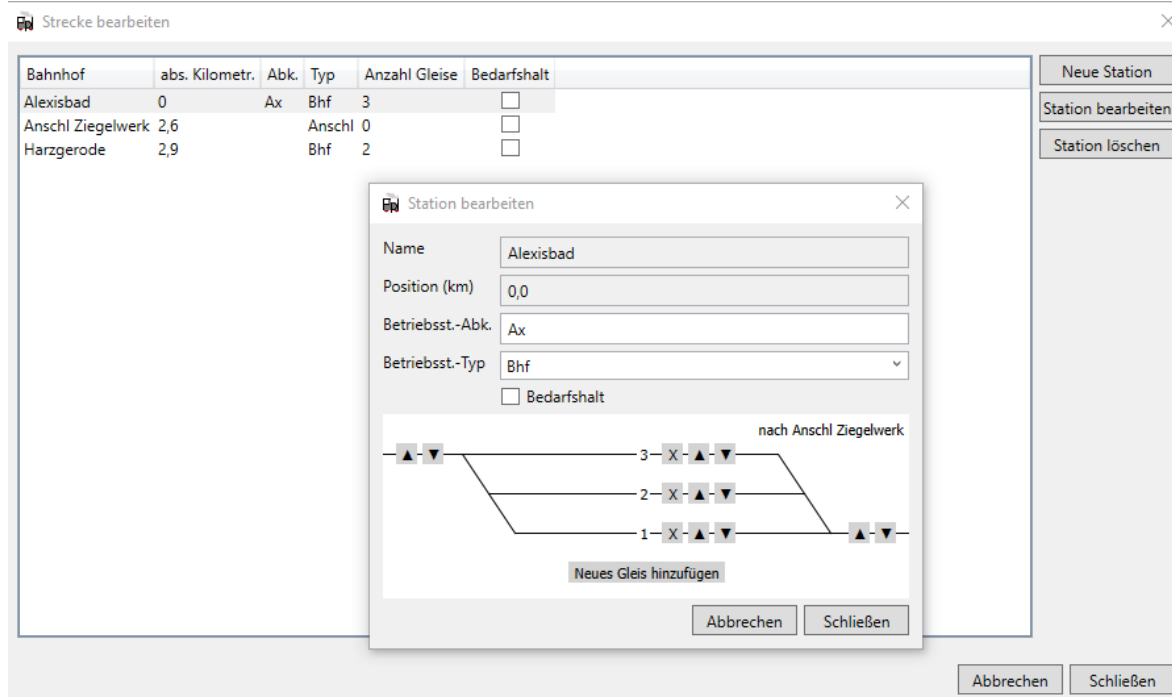 Strecke bearbeiten
Bahnhof abs. Kilometr. Abk. Typ Anzahl Gleise Bedarfshalt
Alexisbad 0 Ax Bhf 3
Anschl Ziegelwerk 2,6 Anschl 0
Harzgerode 2,9 Bhf 2
Neue Station
Station bearbeiten
Station löschen
Station bearbeiten
Name Alexisbad
Position (km) 0,0
Betriebsst.-Abk. Ax
Betriebsst.-Typ Bhf
Bedarfshalt
nach Anschl Ziegelwerk
▲ ▼ 3 X ▲ ▼
2 X ▲ ▼
1 X ▲ ▼ ▲ ▼
Neues Gleis hinzufügen
Abbrechen Schließen
Abbrechen Schließen